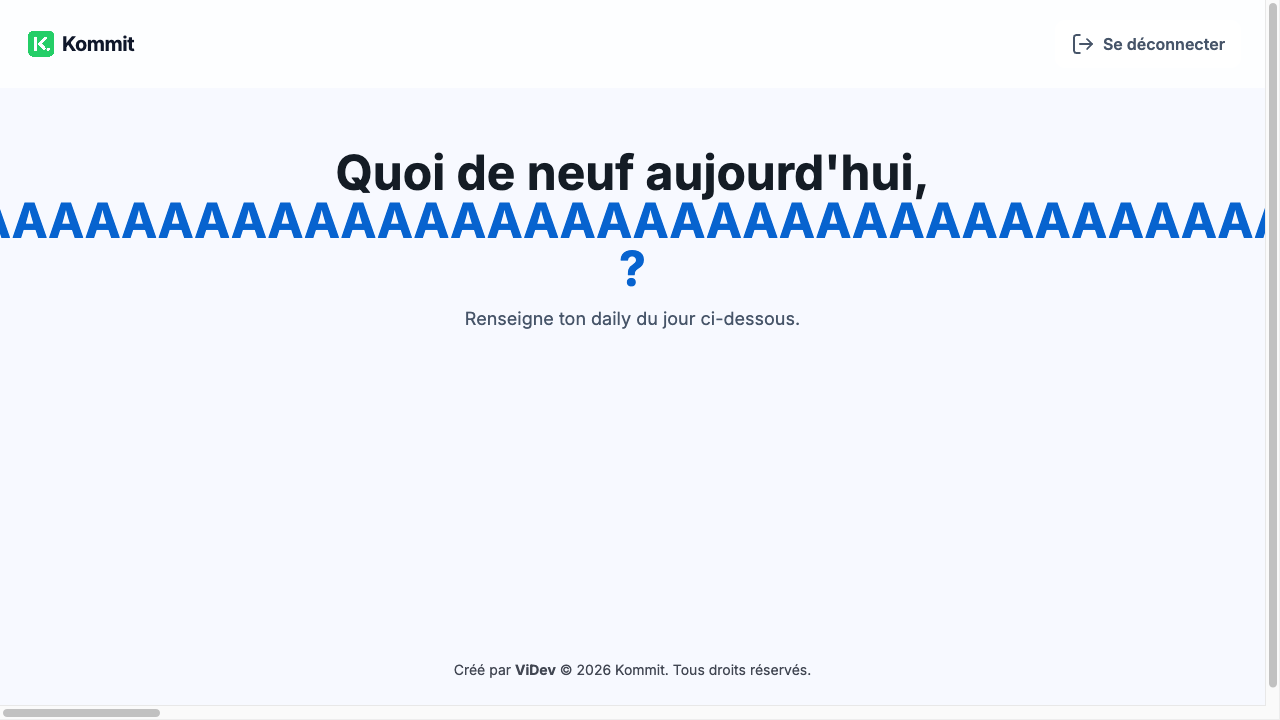 Kommit
Se déconnecter
Quoi de neuf aujourd'hui,
AAAAAAAAAAAAAAAAAAAAAAAAAAAAAAAAAAA
?
Renseigne ton daily du jour ci-dessous.
Créé par ViDev © 2026 Kommit. Tous droits réservés.